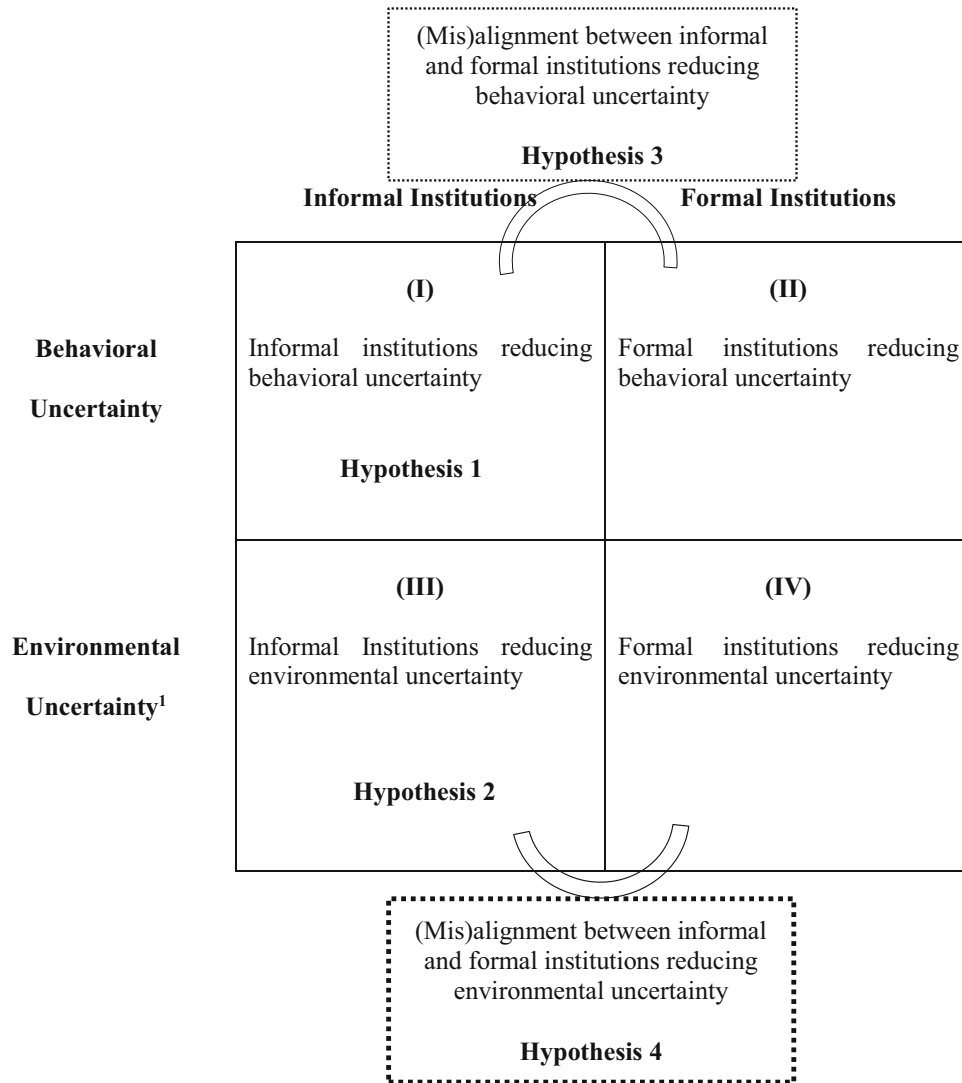 (Mis)alignment between informal
and formal institutions reducing
behavioral uncertainty
Hypothesis 3
Informal Institutions
Formal Institutions
(I)
(II)
Behavioral
Uncertainty
Informal institutions reducing
behavioral uncertainty
Formal institutions reducing
behavioral uncertainty
Hypothesis 1
(III)
(IV)
Environmental
Uncertainty¹
Informal Institutions reducing
environmental uncertainty
Formal institutions reducing
environmental uncertainty
Hypothesis 2
(Mis)alignment between informal
and formal institutions reducing
environmental uncertainty
Hypothesis 4